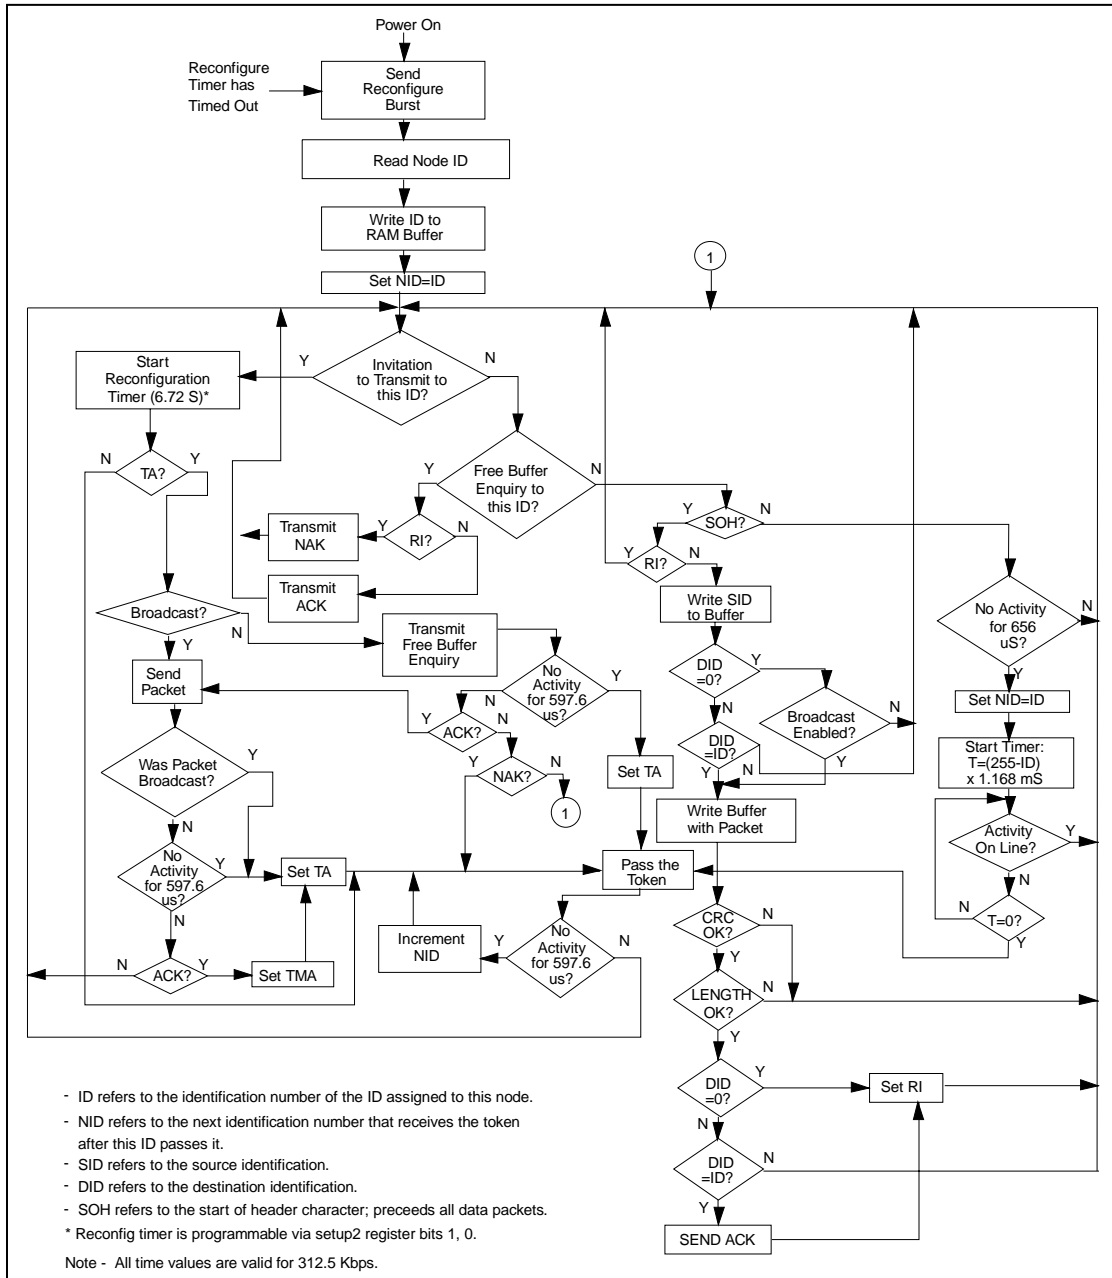 Power On
Reconfigure
Timer has
Timed Out
Send
Reconfigure
Burst
Read Node ID
Write ID to
RAM Buffer
1
Set NID=ID
Y
N
Invitation
to Transmit to
this ID?
Start
Reconfiguration
Timer (6.72 S)*
N
Y
TA?
Y
N
Free Buffer
Enquiry to
this ID?
Y
N
SOH?
Transmit
NAK
Y
N
RI?
Y
N
RI?
Transmit
ACK
Write SID
to Buffer
No Activity
for 656
uS?
N
Y
Broadcast?
N
Y
Transmit
Free Buffer
Enquiry
DID
=0?
Y
N
Send
Packet
No
Activity
for 597.6
us?
N
Y
Set NID=ID
Broadcast
Enabled?
N
Y
Y
N
ACK?
DID
=ID?
Y
N
Start Timer:
T=(255-ID)
x 1.168 mS
Was Packet
Broadcast?
Y
N
Y
NAK?
N
Set TA
1
Write Buffer
with Packet
Activity
On Line?
Y
N
No
Activity
for 597.6
us?
Y
N
Set TA
Pass the
Token
N
T=0?
Y
CRC
OK?
N
Y
Increment
NID
Y
No
Activity
for 597.6
us?
N
N
ACK?
Y
Set TMA
LENGTH
OK?
N
Y
DID
=0?
Y
N
Set RI
DID
=ID?
N
Y
SEND ACK
- ID refers to the identification number of the ID assigned to this node.
- NID refers to the next identification number that receives the token
after this ID passes it.
- SID refers to the source identification.
- DID refers to the destination identification.
- SOH refers to the start of header character; preceeds all data packets.
* Reconfig timer is programmable via setup2 register bits 1, 0.
Note - All time values are valid for 312.5 Kbps.